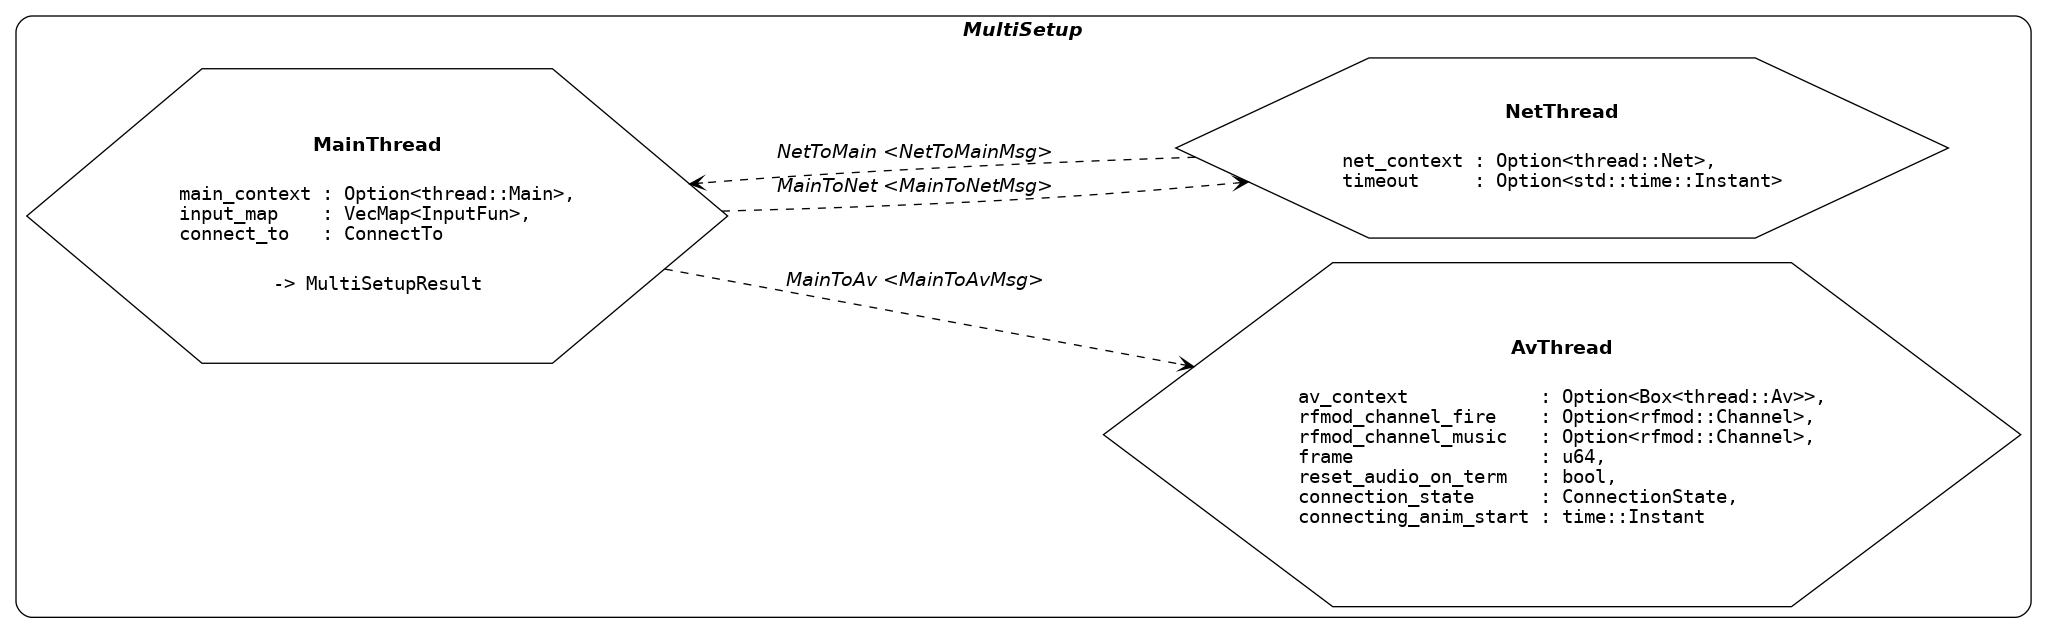 MultiSetup
MainThread
main_context : Option<thread::Main>,
input_map    : VecMap<InputFun>,
connect_to   : ConnectTo
-> MultiSetupResult
NetToMain <NetToMainMsg>
MainToNet <MainToNetMsg>
MainToAv <MainToAvMsg>
NetThread
net_context : Option<thread::Net>,
timeout     : Option<std::time::Instant>
AvThread
av_context            : Option<Box<thread::Av>>,
rfmod_channel_fire    : Option<rfmod::Channel>,
rfmod_channel_music   : Option<rfmod::Channel>,
frame                 : u64,
reset_audio_on_term   : bool,
connection_state      : ConnectionState,
connecting_anim_start : time::Instant